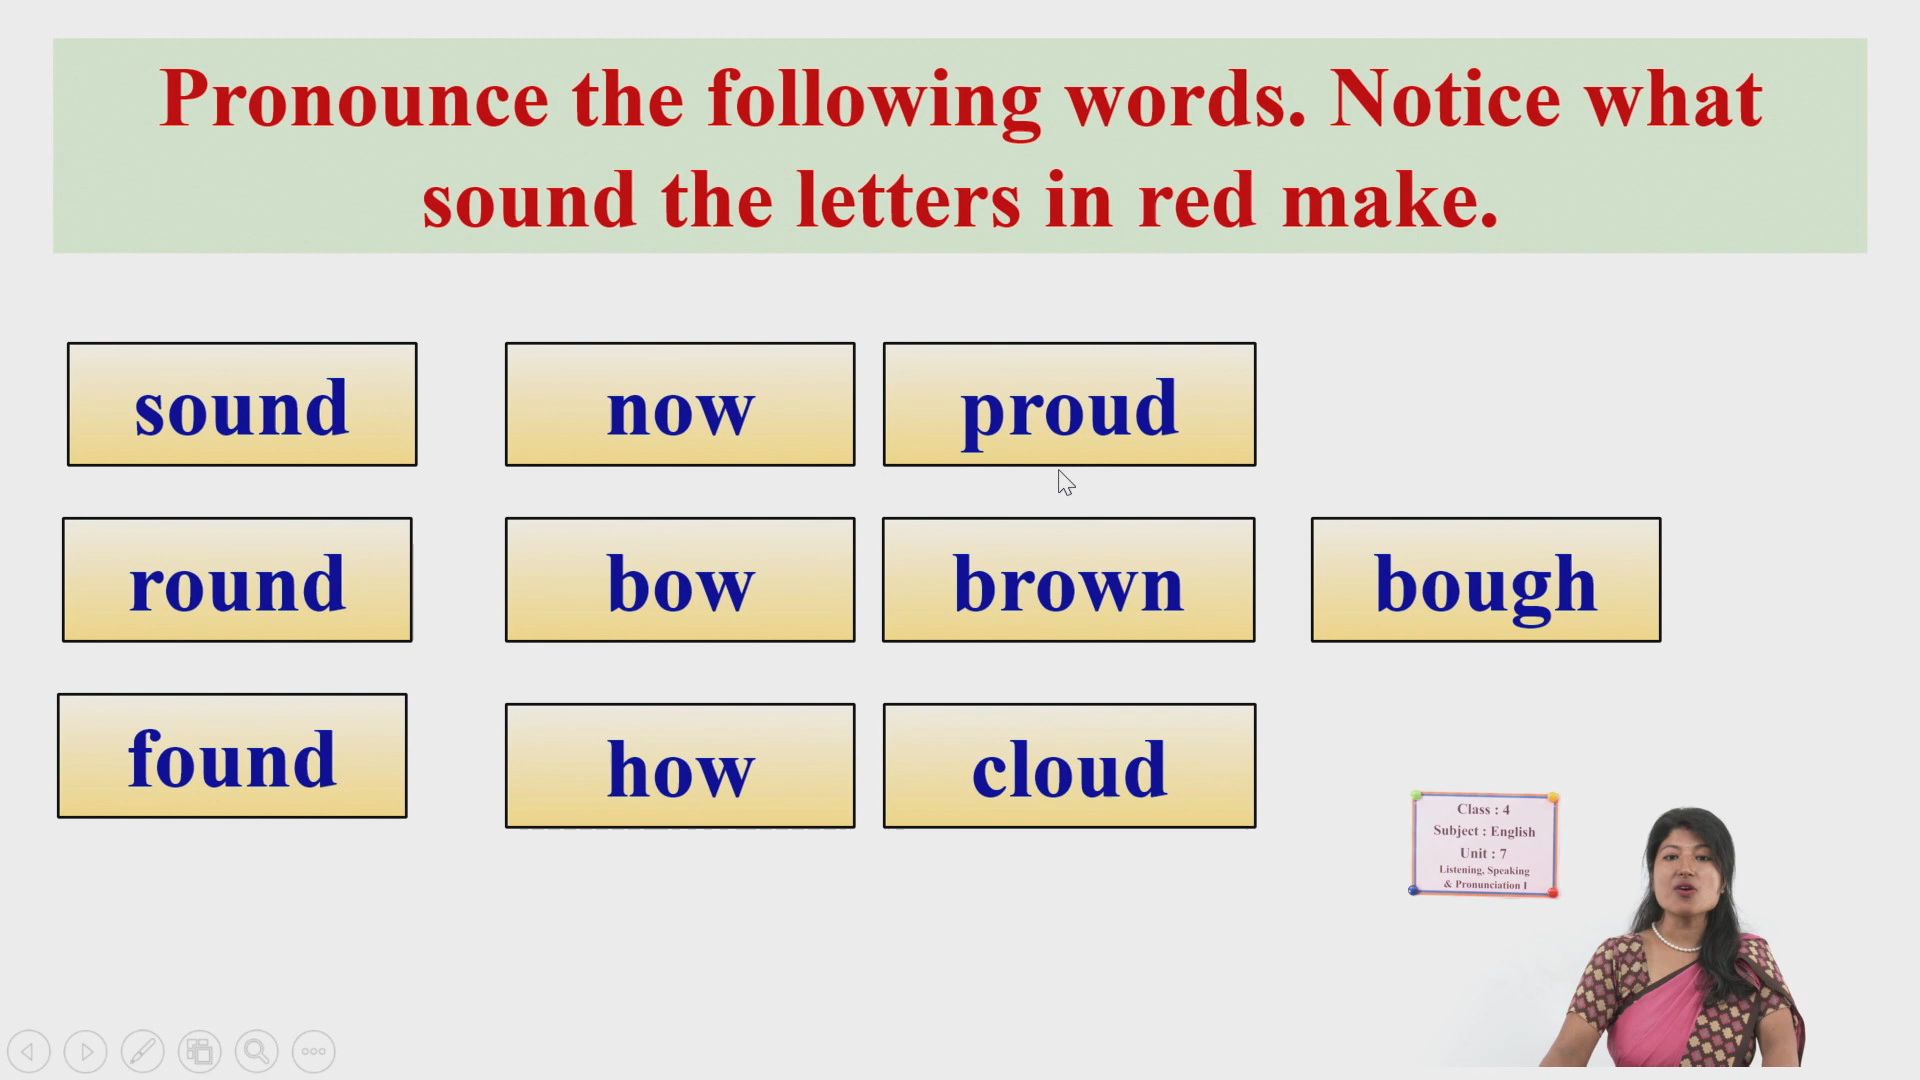 Pronounce the following words. Notice what
sound the letters in red make.
sound
now
proud
round
bow
brown
bough
found
how
cloud
Class : 4
Subject : English
Unit : 7
Listening, Speaking
& Pronunciation I